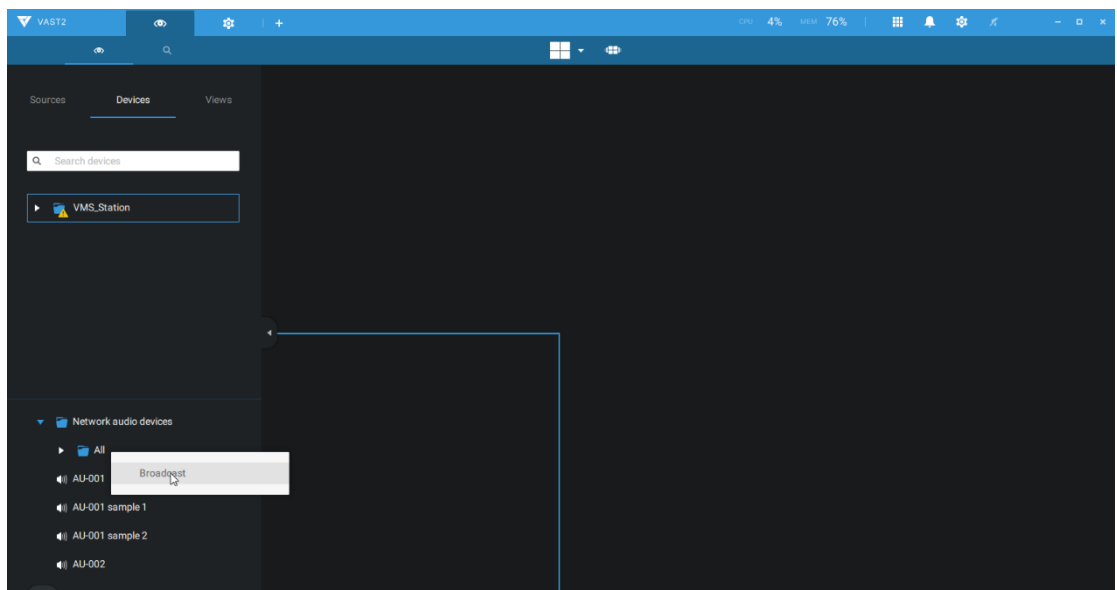 VAST2
CPU 4% MEM 76%
Sources Devices Views
Search devices
VMS_Station
Network audio devices
All
Broadcast
AU-001
AU-001 sample 1
AU-001 sample 2
AU-002